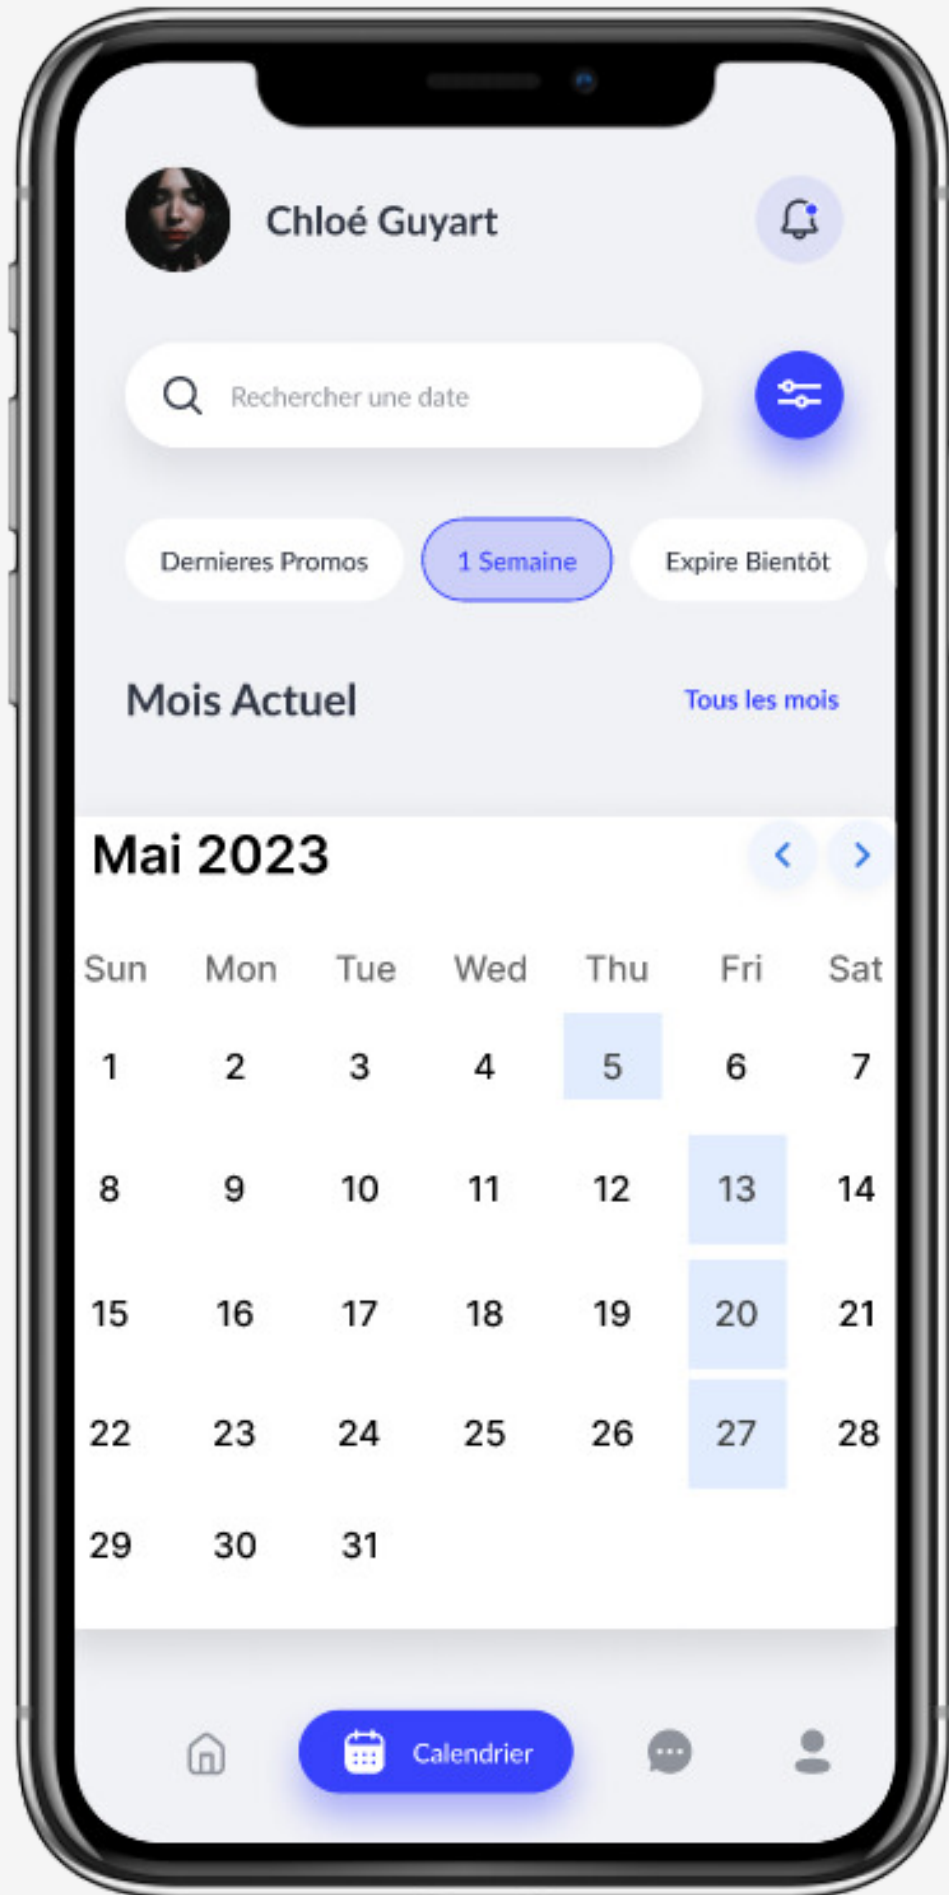 Chloé Guyart
Rechercher une date
Dernieres Promos 1 Semaine Expire Bientôt
Mois Actuel Tous les mois
Mai 2023
Sun Mon Tue Wed Thu Fri Sat
1 2 3 4 5 6 7
8 9 10 11 12 13 14
15 16 17 18 19 20 21
22 23 24 25 26 27 28
29 30 31
Calendrier